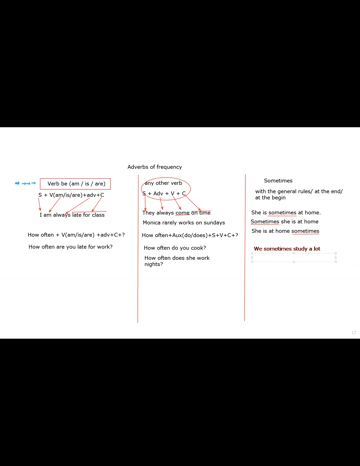 Adverbs of frequency
Verb be (am / is / are)
S + V(am/is/are)+adv+C
I am always late for class
How often + V(am/is/are) +adv+C+?
How often are you late for work?
any other verb
S + Adv + V + C
They always come on time
Monica rarely works on sundays
How often+Aux(do/does)+S+V+C+?
How often do you cook?
How often does she work
nights?
Sometimes
with the general rules/ at the end/
at the begin
She is sometimes at home.
Sometimes she is at home
She is at home sometimes
We sometimes study a lot
17